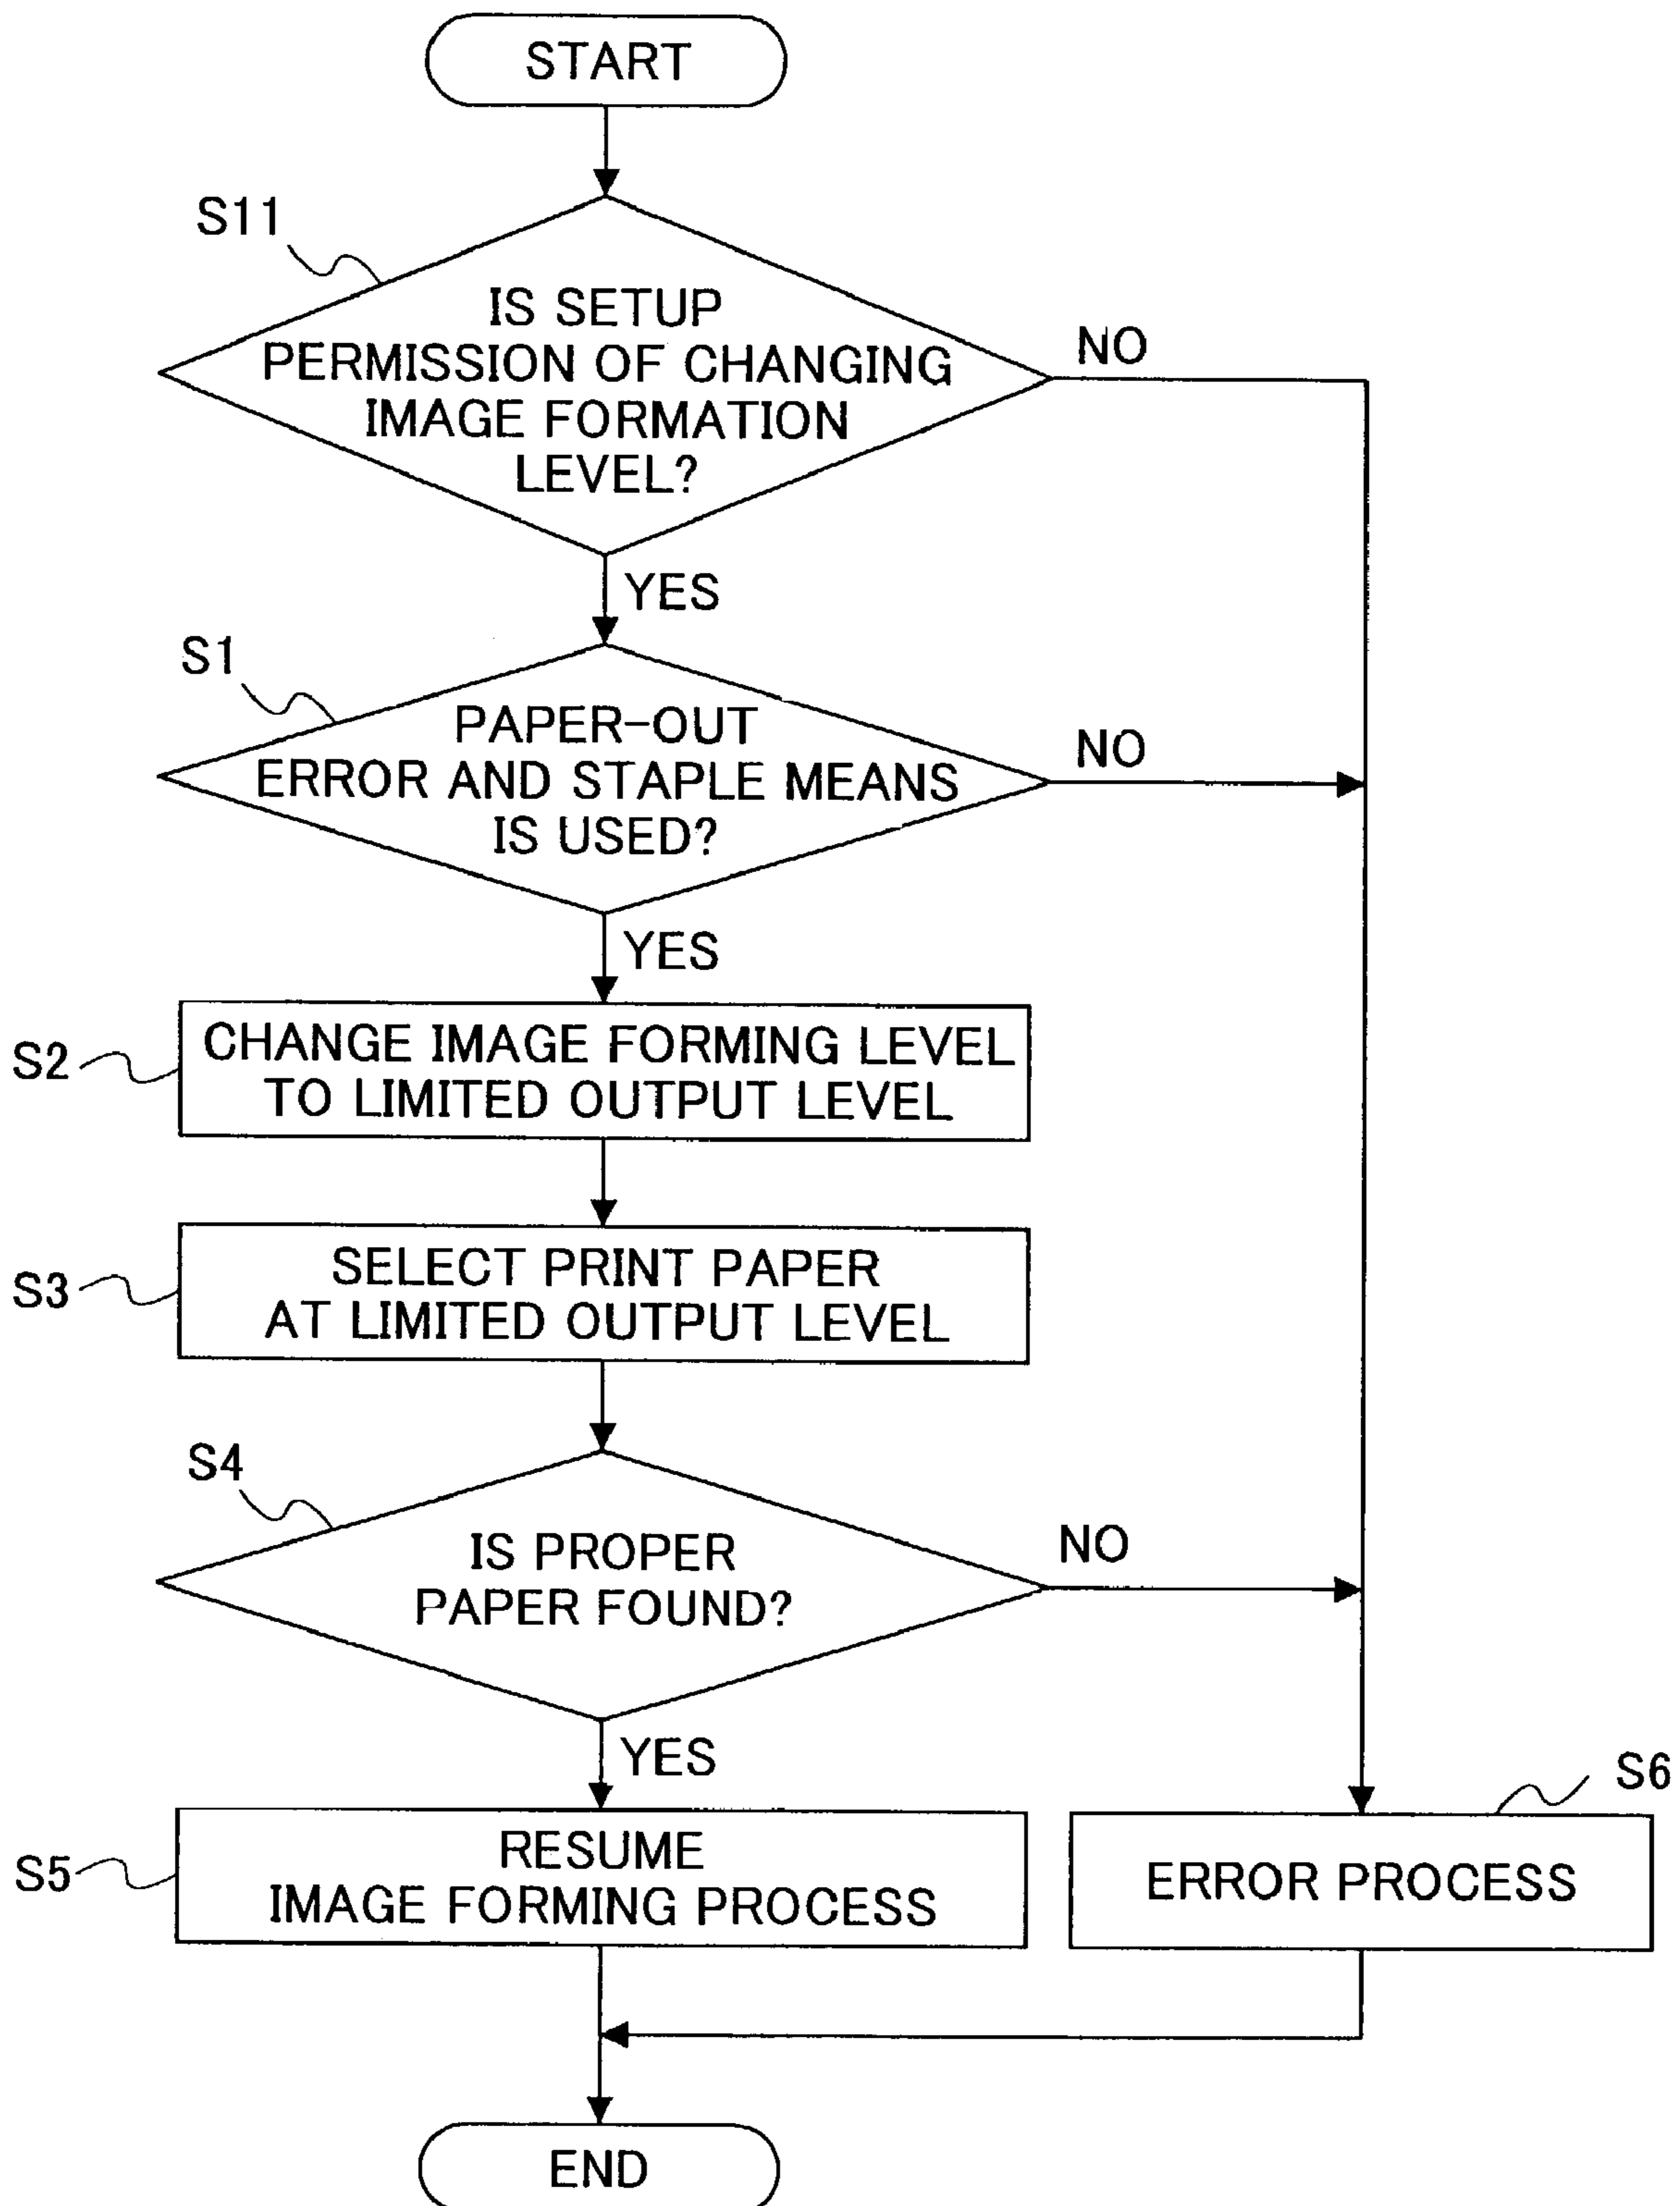 START
S11
IS SETUP
PERMISSION OF CHANGING
IMAGE FORMATION
LEVEL?
NO
YES
S1
PAPER-OUT
ERROR AND STAPLE MEANS
IS USED?
NO
YES
S2
CHANGE IMAGE FORMING LEVEL
TO LIMITED OUTPUT LEVEL
S3
SELECT PRINT PAPER
AT LIMITED OUTPUT LEVEL
S4
IS PROPER
PAPER FOUND?
NO
YES
S5
RESUME
IMAGE FORMING PROCESS
S6
ERROR PROCESS
END